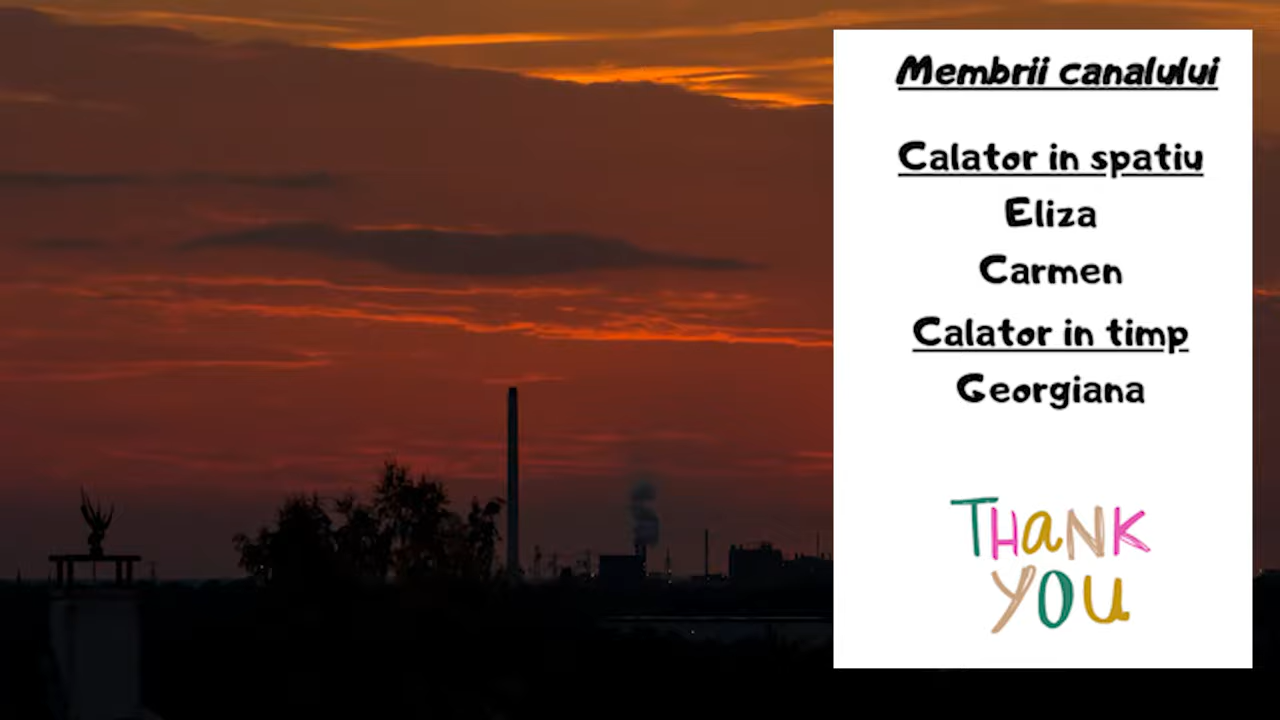 Membrii canalului
Calator in spatiu
Eliza
Carmen
Calator in timp
Georgiana
THANK
YOU